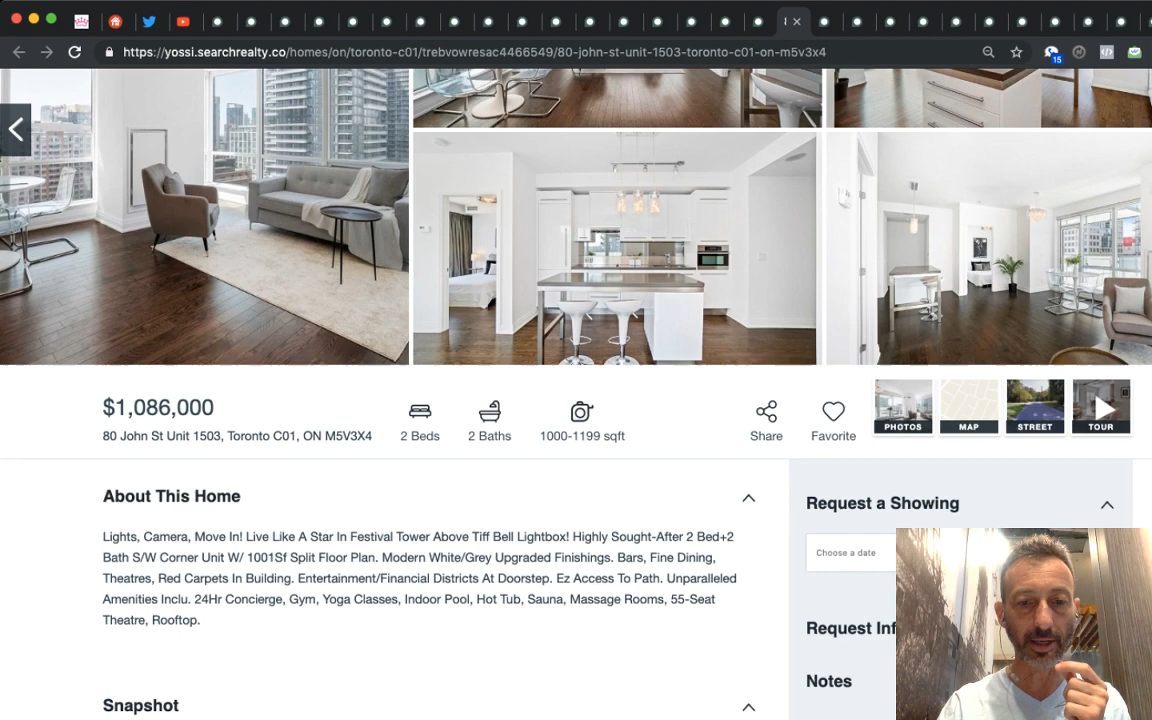 https://yossi.searchrealty.co/homes/on/toronto-c01/trebvowresac4466549/80-john-st-unit-1503-toronto-c01-on-m5v3x4
15
$1,086,000
80 John St Unit 1503, Toronto C01, ON M5V3X4
2 Beds
2 Baths
1000-1199 sqft
Share
Favorite
PHOTOS
MAP
STREET
TOUR
About This Home
Lights, Camera, Move In! Live Like A Star In Festival Tower Above Tiff Bell Lightbox! Highly Sought-After 2 Bed+2
Bath S/W Corner Unit W/ 1001Sf Split Floor Plan. Modern White/Grey Upgraded Finishings. Bars, Fine Dining,
Theatres, Red Carpets In Building. Entertainment/Financial Districts At Doorstep. Ez Access To Path. Unparalleled
Amenities Inclu. 24Hr Concierge, Gym, Yoga Classes, Indoor Pool, Hot Tub, Sauna, Massage Rooms, 55-Seat
Theatre, Rooftop.
Snapshot
Request a Showing
Choose a date
Request Inf
Notes